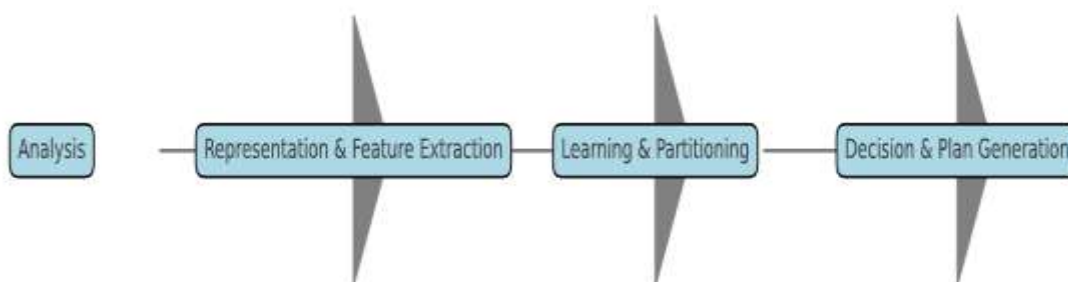 Analysis
Representation & Feature Extraction
Learning & Partitioning
Decision & Plan Generation